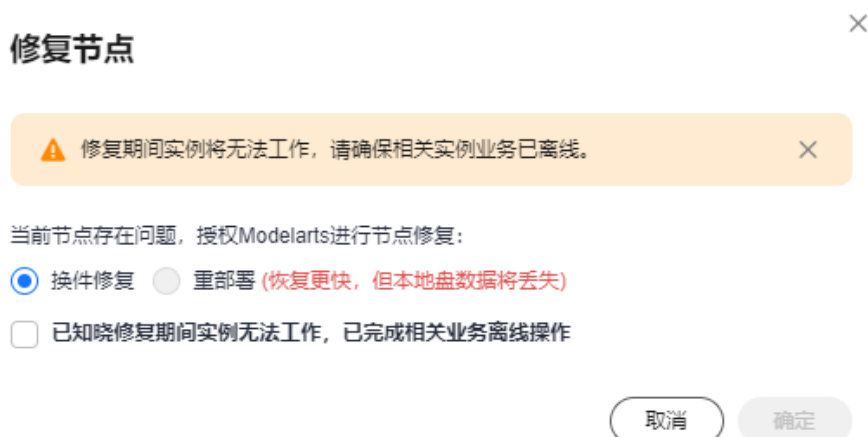 修复节点
修复期间实例将无法工作，请确保相关实例业务已离线。
当前节点存在问题，授权Modelarts进行节点修复：
换件修复 重部署 (恢复更快，但本地盘数据将丢失)
已知晓修复期间实例无法工作，已完成相关业务离线操作
取消 确定